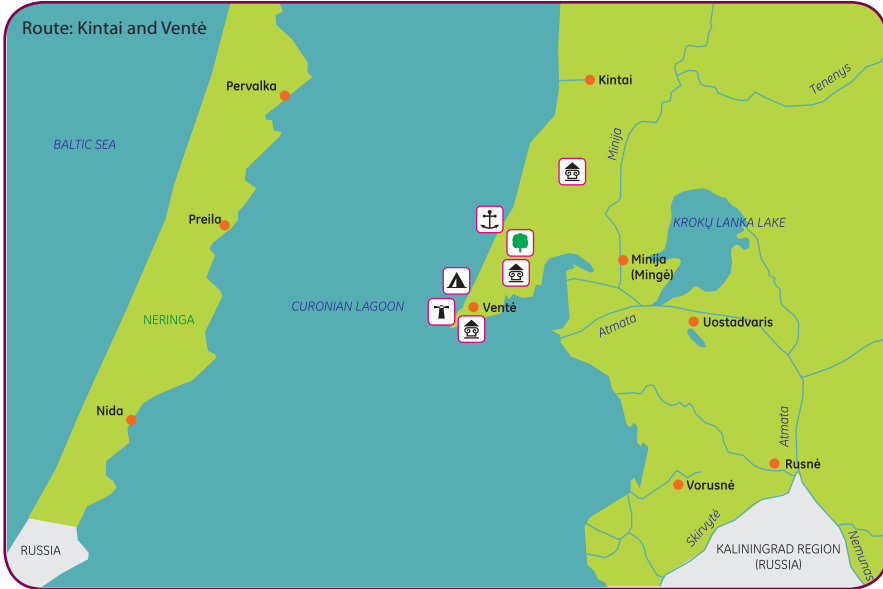 Route: Kintai and Ventė
Pervalka
Kintai
Tenenys
BALTIC SEA
Minija
Preila
KROKŲ LANKA LAKE
Minija
(Mingė)
CURONIAN LAGOON
Ventė
NERINGA
Atmata
Uostadvaris
Nida
Atmata
Rusnė
Vorusnė
Skirvytė
RUSSIA
KALININGRAD REGION
(RUSSIA)
Nemunas